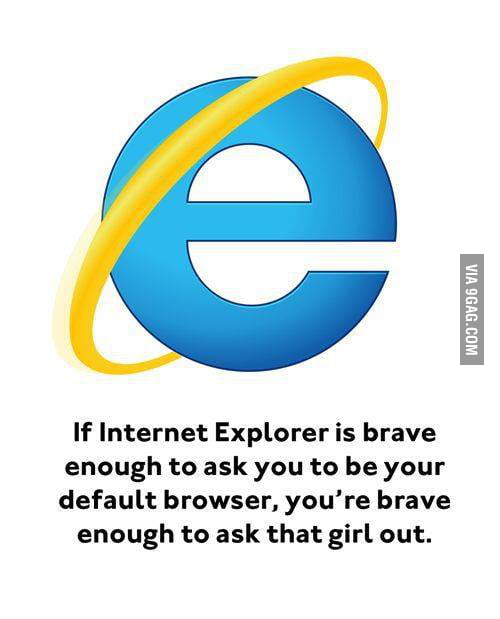 VIA 9GAG.COM
If Internet Explorer is brave
enough to ask you to be your
default browser, you’re brave
enough to ask that girl out.